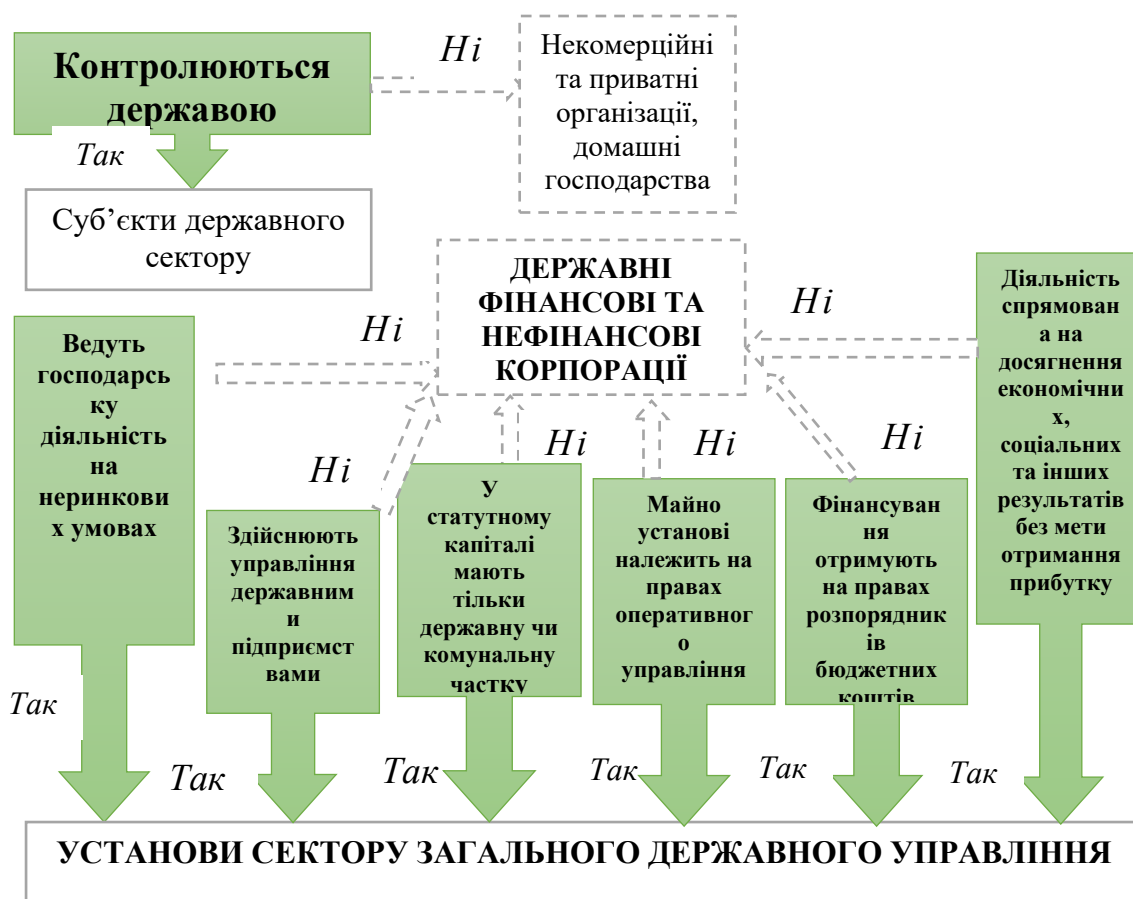 Контролюються
державою
Ні
Некомерційні
та приватні
організації,
домашні
господарства
Так
Суб’єкти державного
сектору
ДЕРЖАВНІ
ФІНАНСОВІ ТА
НЕФІНАНСОВІ
КОРПОРАЦІЇ
Ведуть
господарсь
ку
діяльність
на
неринкови
х умовах
Ні
Здійснюють
управління
державним
и
підприємст
вами
Ні
У
статутному
капіталі
мають
тільки
державну чи
комунальну
частку
Ні
Майно
установі
належить на
правах
оперативног
о
управління
Ні
Фінансуван
ня
отримують
на правах
розпорядник
ів
бюджетних
коштів
Ні
Діяльність
спрямован
а на
досягнення
економічни
х,
соціальних
та інших
результатів
без мети
отримання
прибутку
Ні
Так
Так
Так
Так
Так
Так
УСТАНОВИ СЕКТОРУ ЗАГАЛЬНОГО ДЕРЖАВНОГО УПРАВЛІННЯ